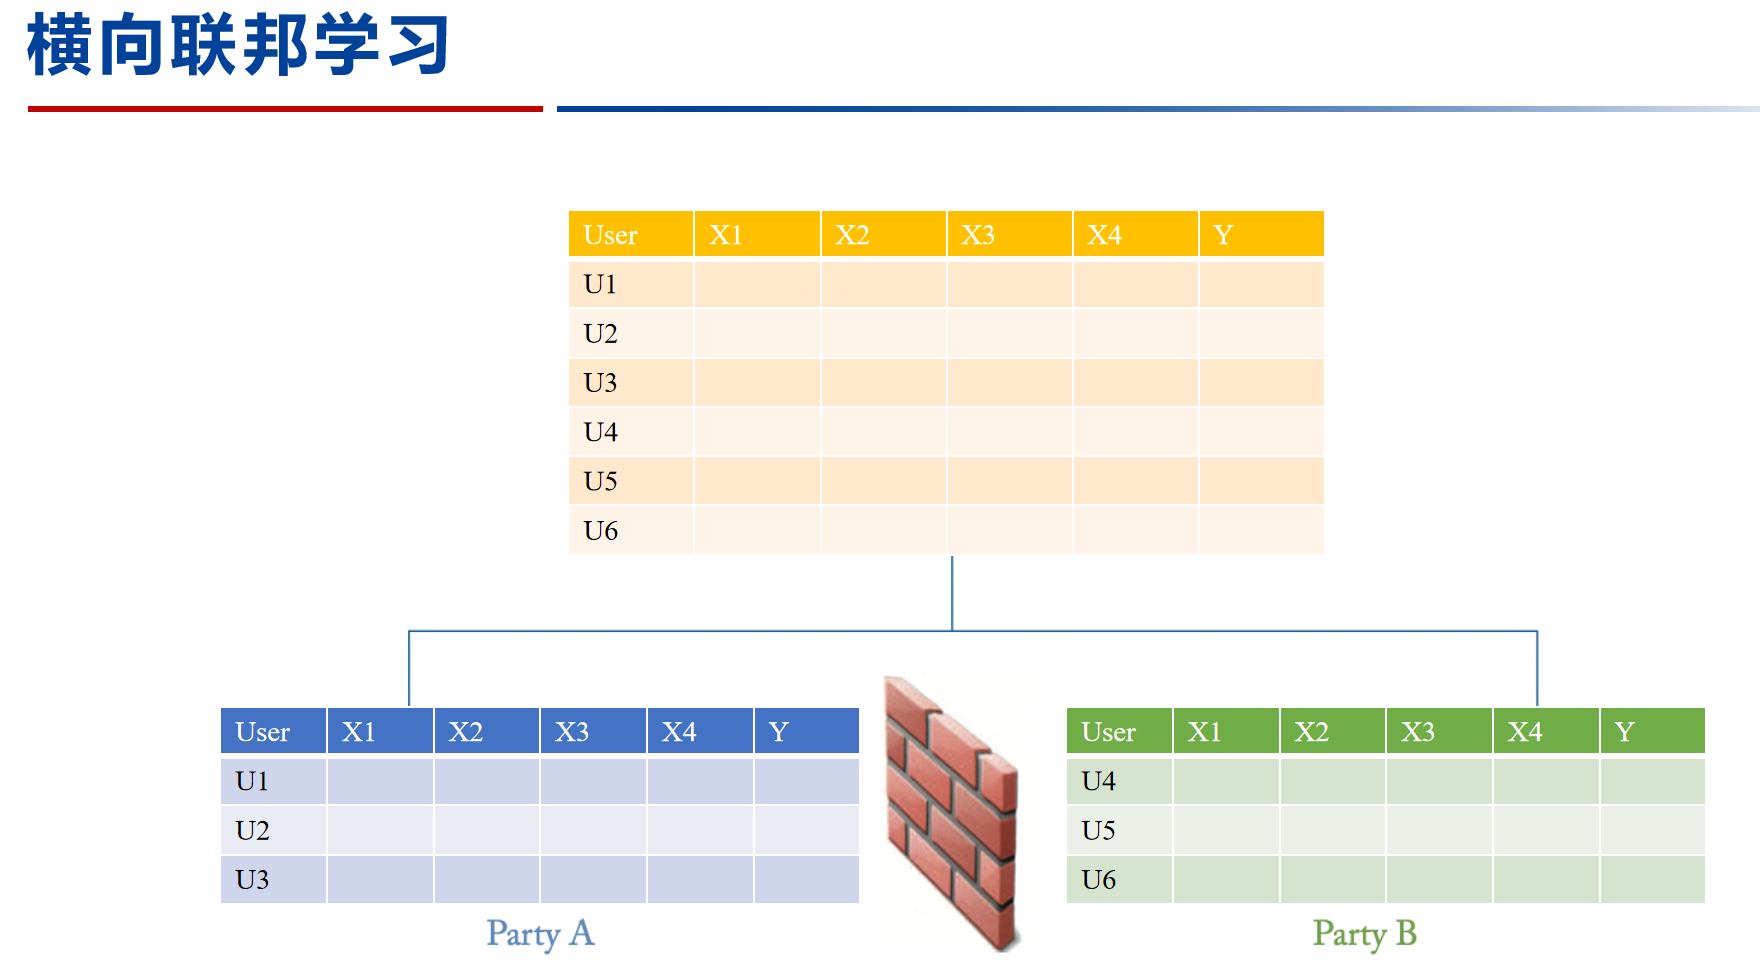 横向联邦学习
User X1 X2 X3 X4 Y
U1
U2
U3
U4
U5
U6
User X1 X2 X3 X4 Y
U1
U2
U3
Party A
User X1 X2 X3 X4 Y
U4
U5
U6
Party B